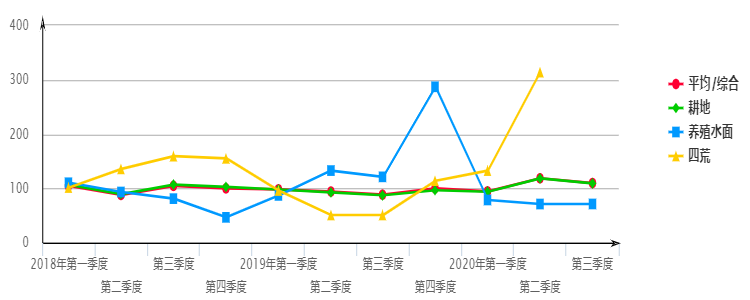 400
300
200
100
0
平均/综合
耕地
养殖水面
四荒
2018年第一季度 第三季度 2019年第一季度 第三季度 2020年第一季度 第三季度
第二季度 第四季度 第二季度 第四季度 第二季度